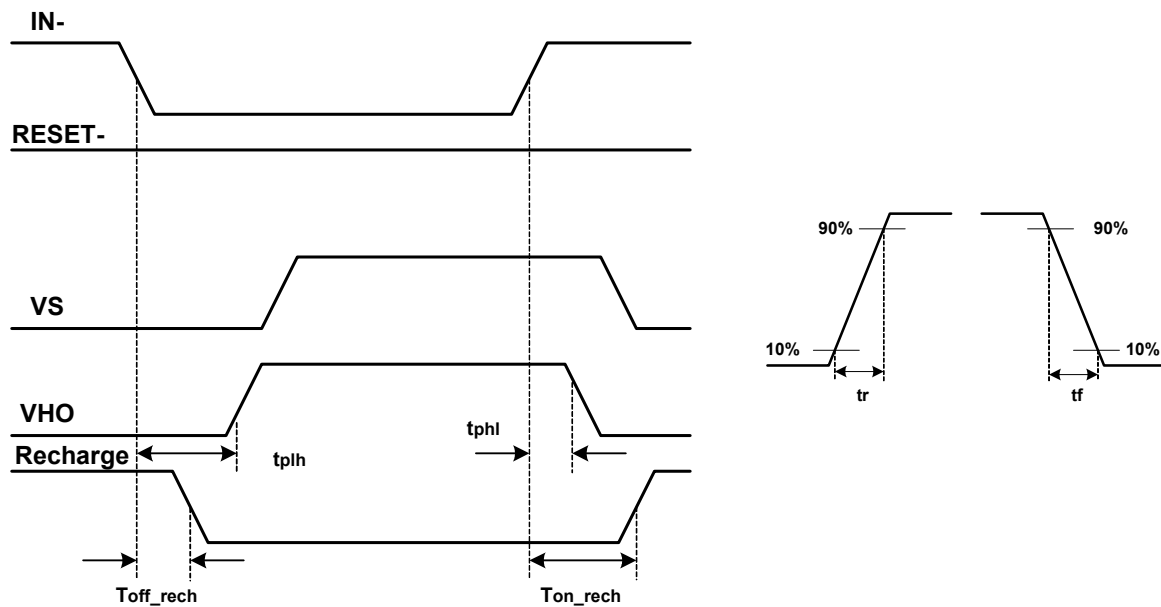 IN-
RESET-
VS
VHO
Recharge
tplh
tphl
Toff_rech
Ton_rech
90%
90%
10%
10%
tr
tf